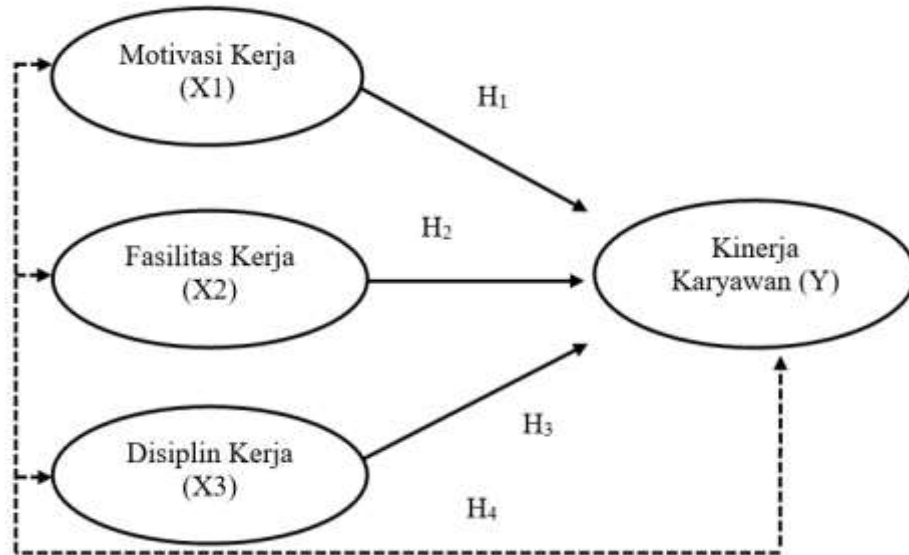 Motivasi Kerja
(X1)
H₁
Fasilitas Kerja
(X2)
H₂
Kinerja
Karyawan (Y)
Disiplin Kerja
(X3)
H₃
H₄